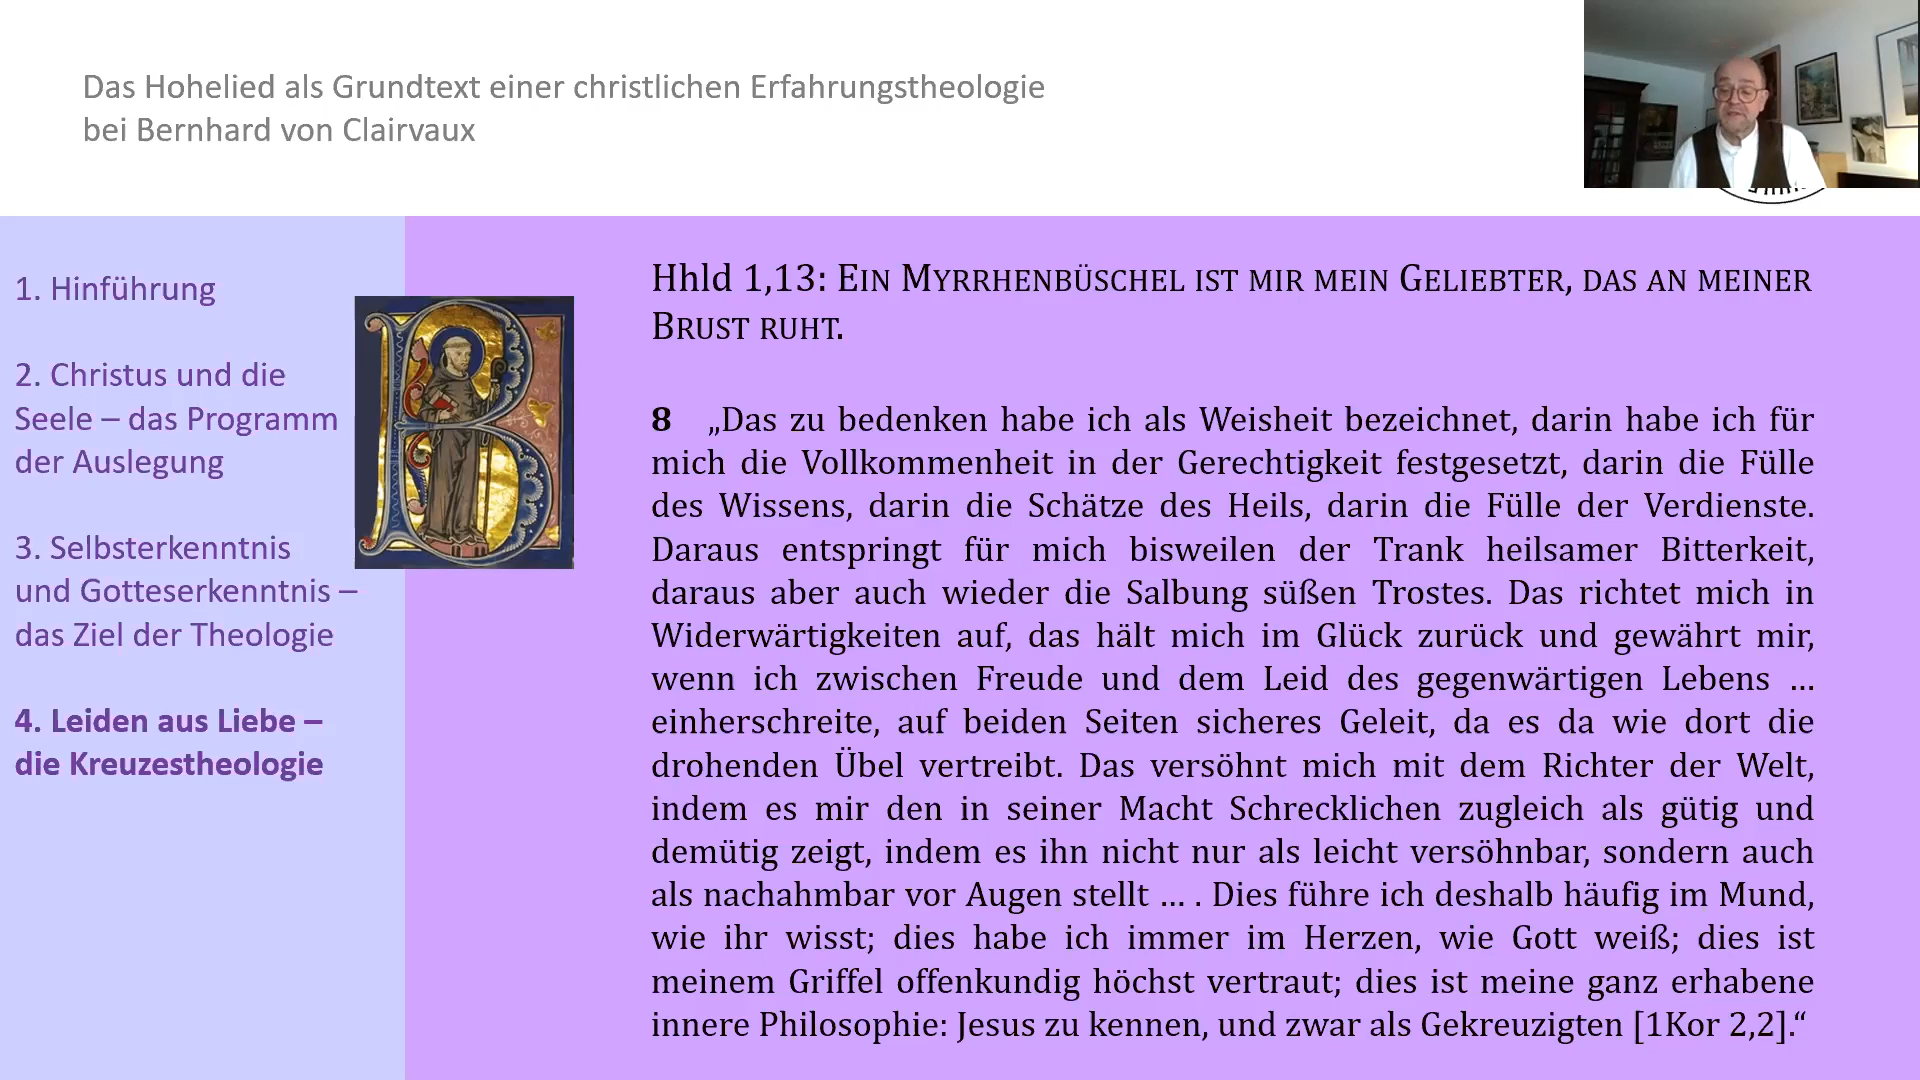 Das Hohelied als Grundtext einer christlichen Erfahrungstheologie
bei Bernhard von Clairvaux
1. Hinführung
2. Christus und die
Seele – das Programm
der Auslegung
3. Selbsterkenntnis
und Gotteserkenntnis –
das Ziel der Theologie
4. Leiden aus Liebe –
die Kreuzestheologie
Hhld 1,13: EIN MYRRHENBÜSCHEL IST MIR MEIN GELIEBTER, DAS AN MEINER
BRUST RUHT.
8 „Das zu bedenken habe ich als Weisheit bezeichnet, darin habe ich für
mich die Vollkommenheit in der Gerechtigkeit festgesetzt, darin die Fülle
des Wissens, darin die Schätze des Heils, darin die Fülle der Verdienste.
Daraus entspringt für mich bisweilen der Trank heilsamer Bitterkeit,
daraus aber auch wieder die Salbung süßen Trostes. Das richtet mich in
Widerwärtigkeiten auf, das hält mich im Glück zurück und gewährt mir,
wenn ich zwischen Freude und dem Leid des gegenwärtigen Lebens ...
einherschreite, auf beiden Seiten sicheres Geleit, da es da wie dort die
drohenden Übel vertreibt. Das versöhnt mich mit dem Richter der Welt,
indem es mir den in seiner Macht Schrecklichen zugleich als gütig und
demütig zeigt, indem es ihn nicht nur als leicht versöhnbar, sondern auch
als nachahmbar vor Augen stellt ... . Dies führe ich deshalb häufig im Mund,
wie ihr wisst; dies habe ich immer im Herzen, wie Gott weiß; dies ist
meinem Griffel offenkundig höchst vertraut; dies ist meine ganz erhabene
innere Philosophie: Jesus zu kennen, und zwar als Gekreuzigten [1Kor 2,2].“